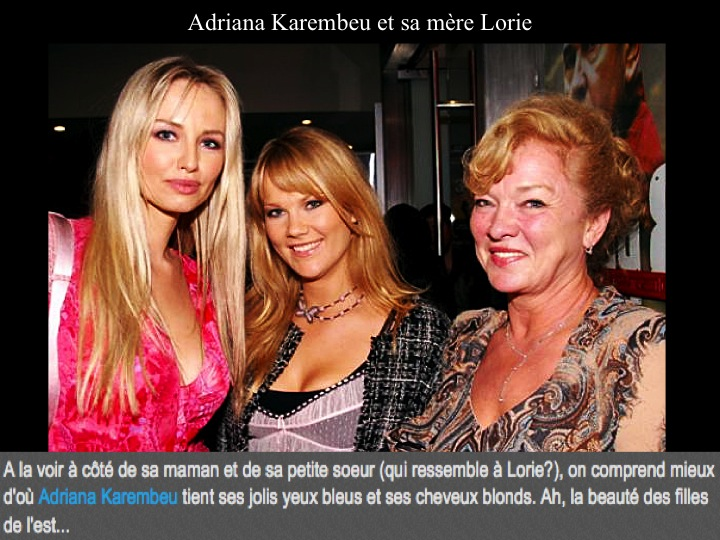 Adriana Karembeu et sa mère Lorie
A la voir à côté de sa maman et de sa petite soeur (qui ressemble à Lorie?), on comprend mieux
d'où Adriana Karembeu tient ses jolis yeux bleus et ses cheveux blonds. Ah, la beauté des filles
de l'est...